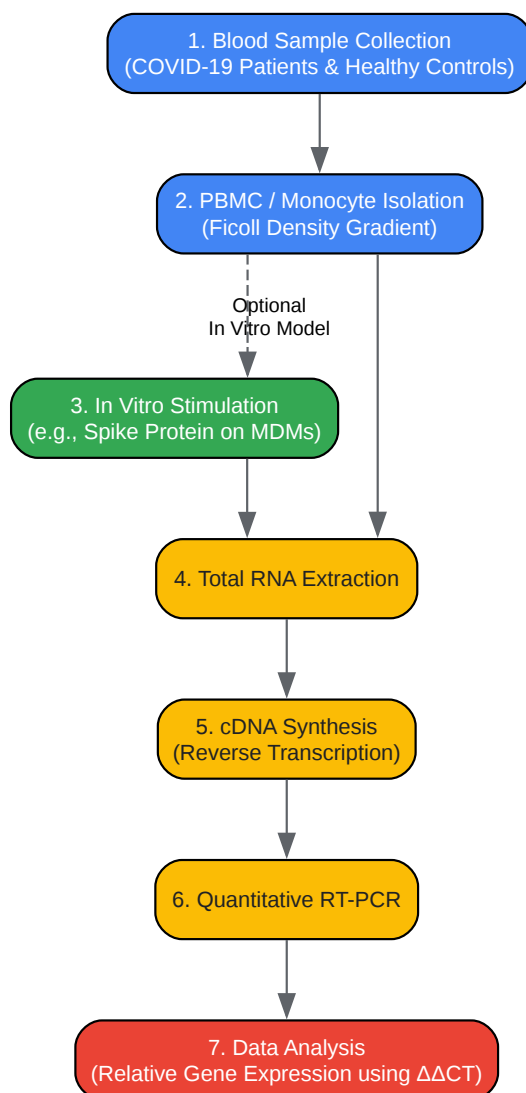 1. Blood Sample Collection
(COVID-19 Patients & Healthy Controls)
2. PBMC / Monocyte Isolation
(Ficoll Density Gradient)
Optional
In Vitro Model
3. In Vitro Stimulation
(e.g., Spike Protein on MDMs)
4. Total RNA Extraction
5. cDNA Synthesis
(Reverse Transcription)
6. Quantitative RT-PCR
7. Data Analysis
(Relative Gene Expression using ΔΔCT)